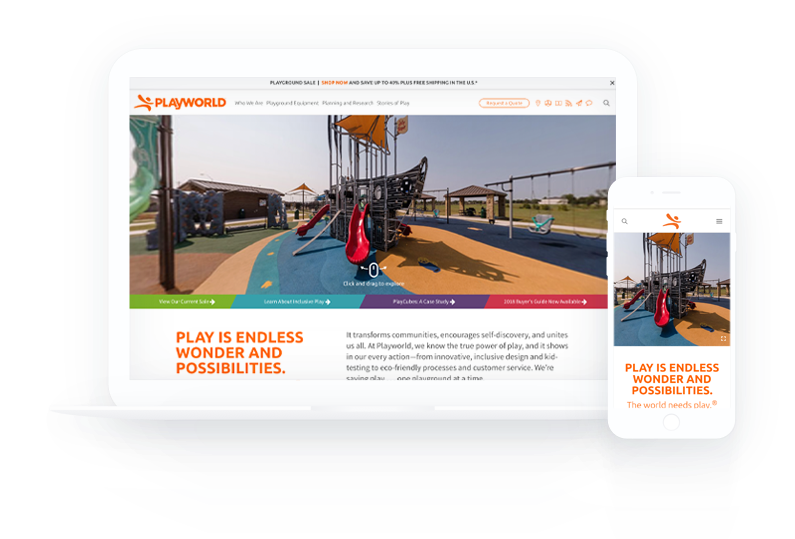 PLAYGROUND SALE | SHOP NOW AND SAVE UP TO 40% PLUS FREE SHIPPING IN THE U.S.*
PLAYWORLD
Who We Are Playground Equipment Planning and Research Stories of Play
Request a Quote
Click and drag to explore
View Our Current Sale
Learn About Inclusive Play
PlayCubes: A Case Study
2018 Buyer's Guide Now Available
PLAY IS ENDLESS
WONDER AND
POSSIBILITIES.
It transforms communities, encourages self-discovery, and unites
us all. At Playworld, we know the true power of play, and it shows
in our every action—from innovative, inclusive design and kid-
testing to eco-friendly processes and customer service. We're
saving play ... one playground at a time.
PLAY IS ENDLESS
WONDER AND
POSSIBILITIES.
The world needs play.®